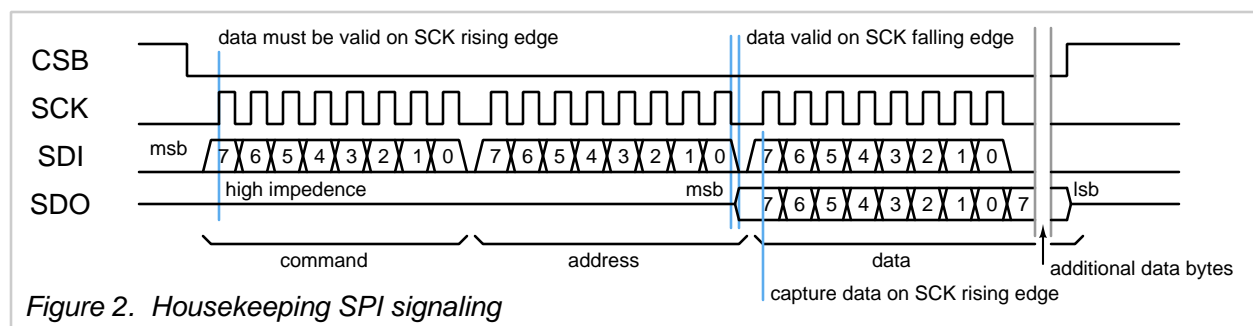 data must be valid on SCK rising edge
data valid on SCK falling edge
CSB
SCK
SDI
msb
7 6 5 4 3 2 1 0
7 6 5 4 3 2 1 0
7 6 5 4 3 2 1 0
SDO
high impedence
msb
7 6 5 4 3 2 1 0 7
lsb
command
address
data
additional data bytes
capture data on SCK rising edge
Figure 2. Housekeeping SPI signaling